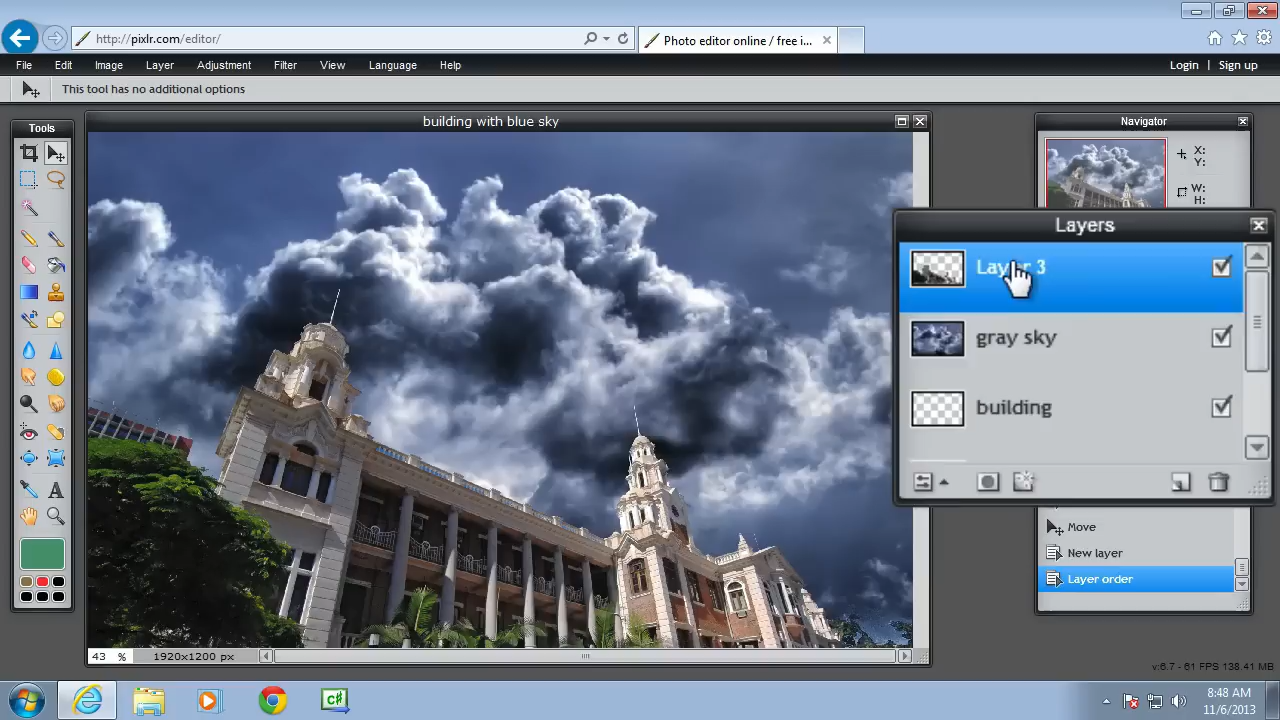 http://pixlr.com/editor/
Photo editor online / free i...
File Edit Image Layer Adjustment Filter View Language Help
Login | Sign up
This tool has no additional options
Tools
building with blue sky
Navigator
X:
Y:
W:
H:
Layers
Layer 3
gray sky
building
Move
New layer
Layer order
43 %
1920x1200 px
v:6.7 - 61 FPS 138.41 MB
C#
8:48 AM
11/6/2013